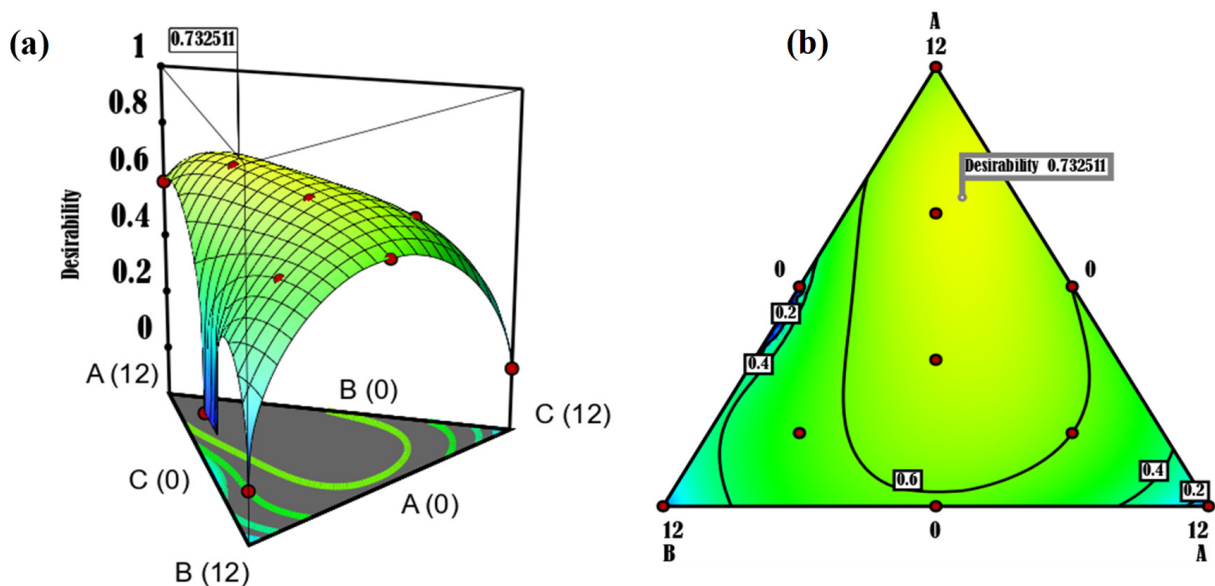 (a)
0.732511
1
0.8
0.6
0.4
0.2
0
Desirability
A (12)
B (0)
C (12)
C (0)
A (0)
B (12)
(b)
A
12
Desirability 0.732511
0
0
0.2
0.4
0.6
0.4
0.2
12
B
0
12
A